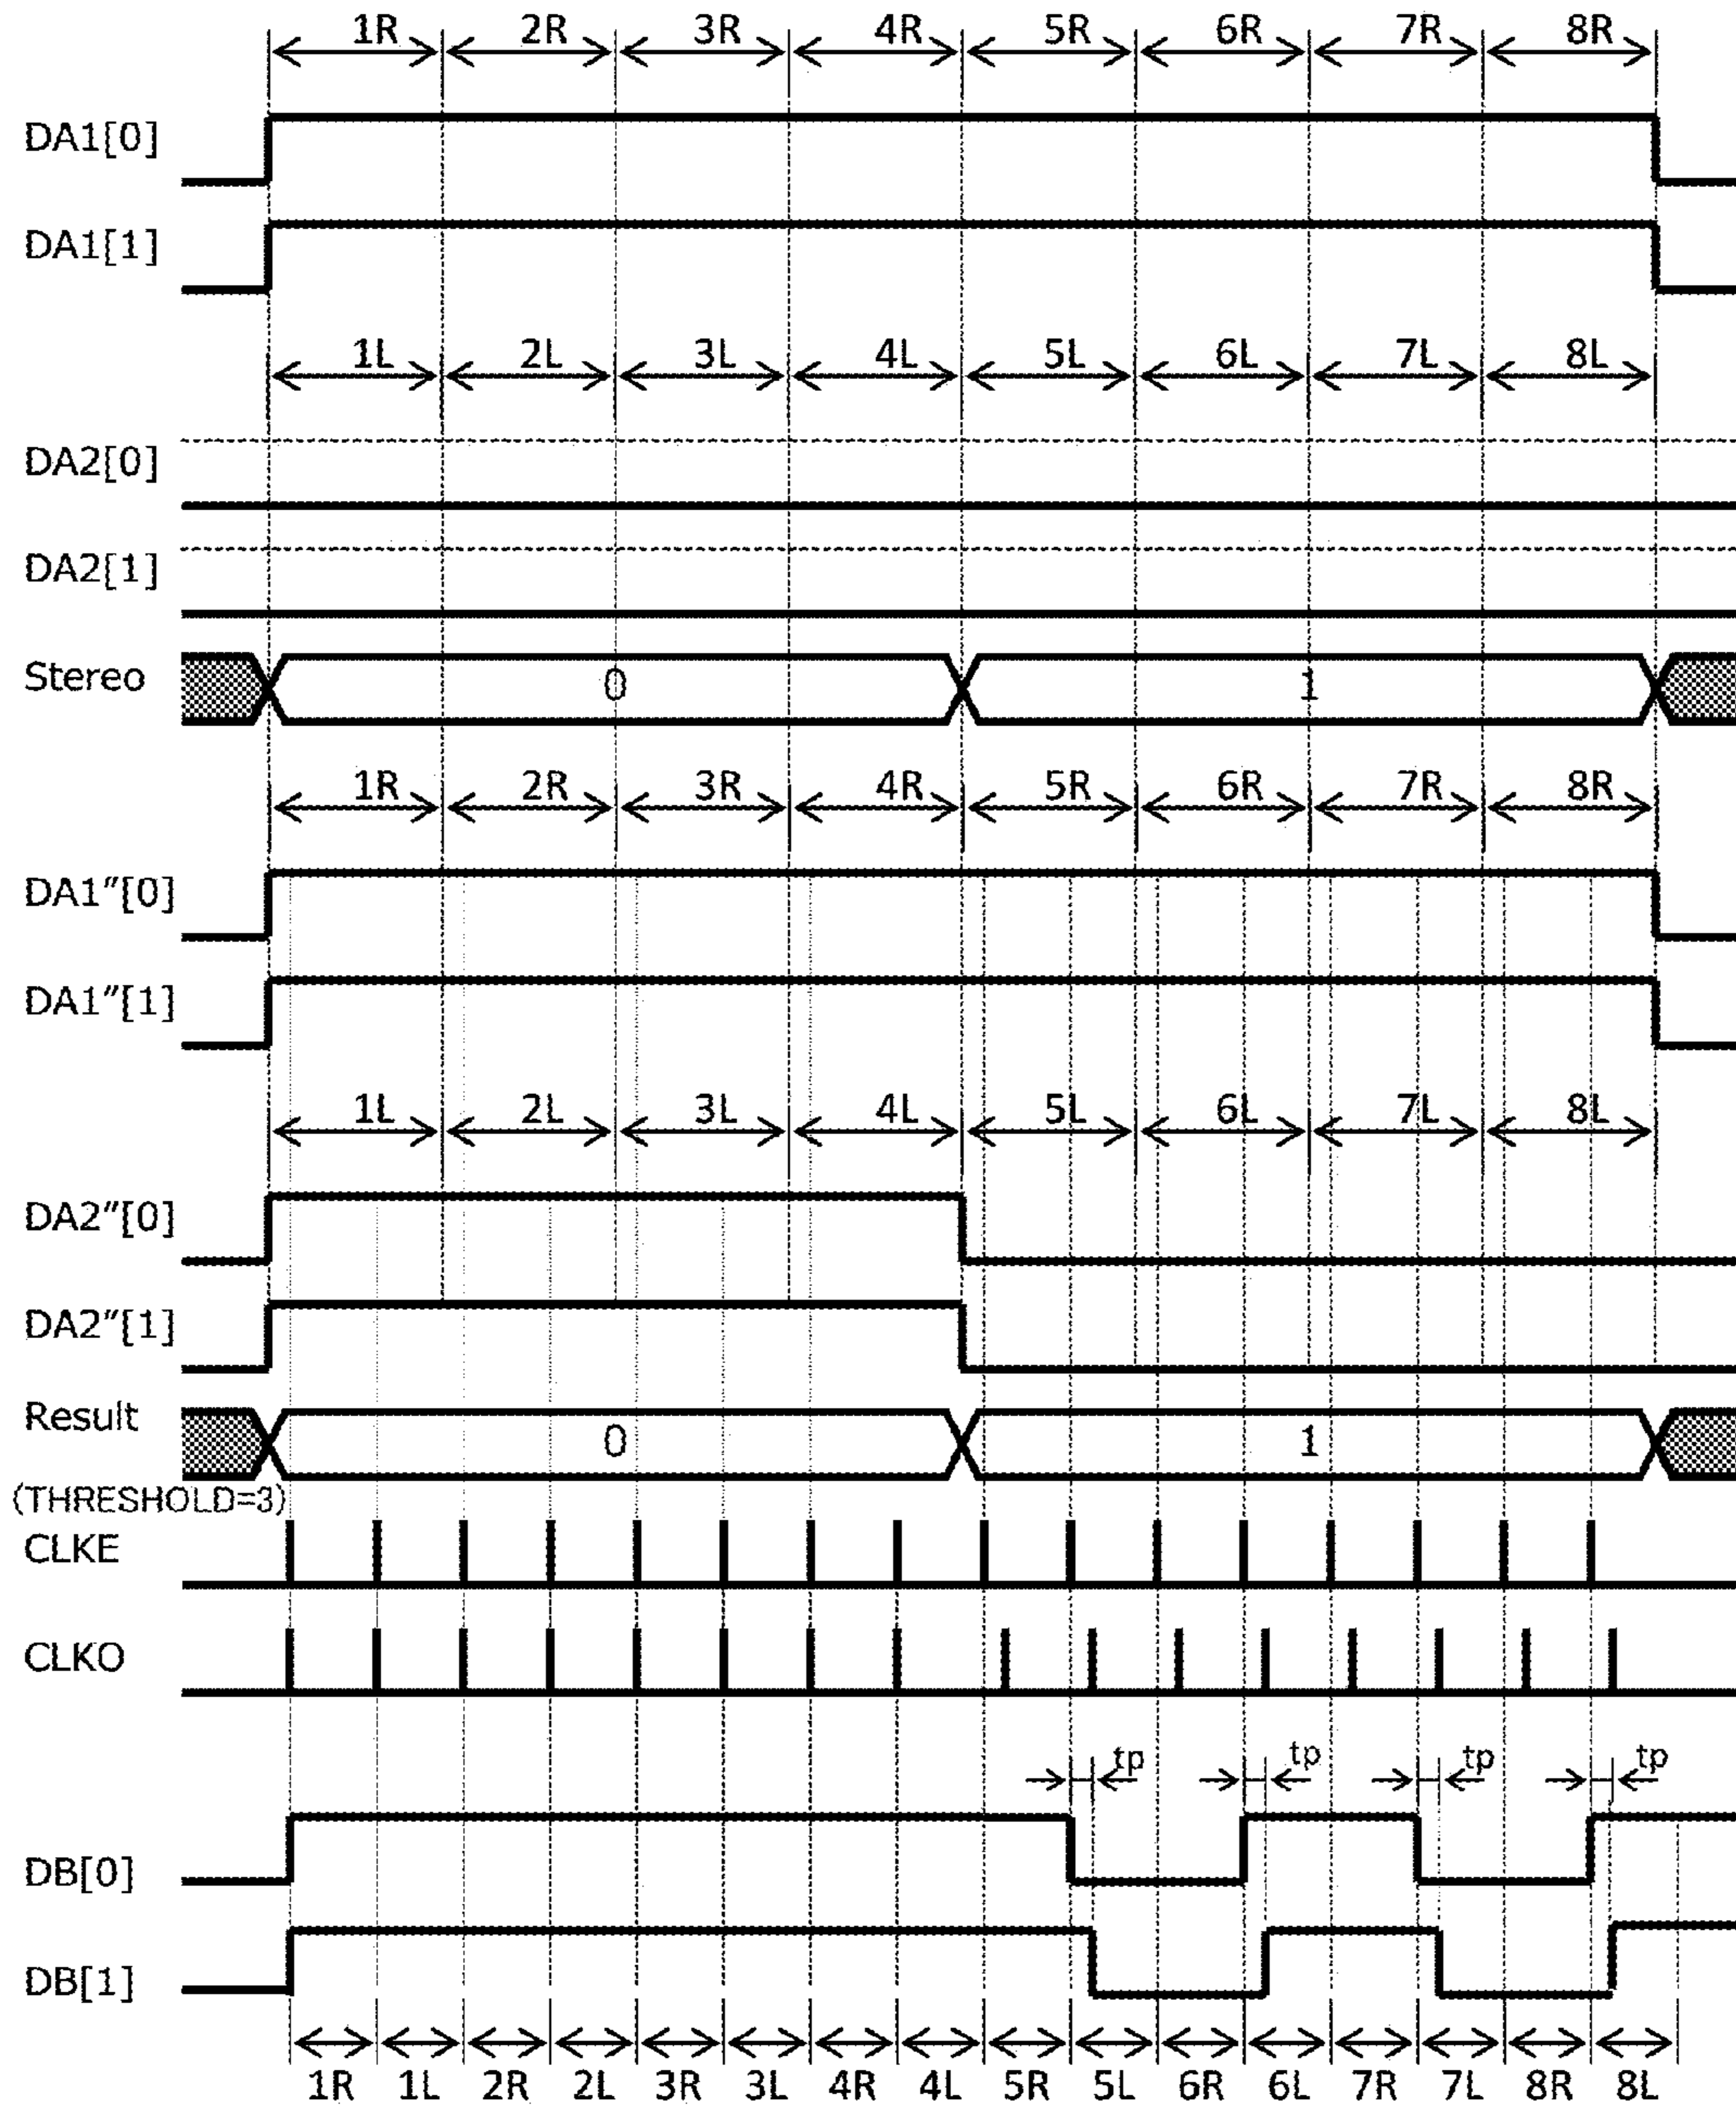 1R 2R 3R 4R 5R 6R 7R 8R
DA1[0]
DA1[1]
1L 2L 3L 4L 5L 6L 7L 8L
DA2[0]
DA2[1]
Stereo 0 1
1R 2R 3R 4R 5R 6R 7R 8R
DA1″[0]
DA1″[1]
1L 2L 3L 4L 5L 6L 7L 8L
DA2″[0]
DA2″[1]
Result 0 1
(THRESHOLD=3)
CLKE
CLKO
tp tp tp tp
DB[0]
DB[1]
1R 1L 2R 2L 3R 3L 4R 4L 5R 5L 6R 6L 7R 7L 8R 8L